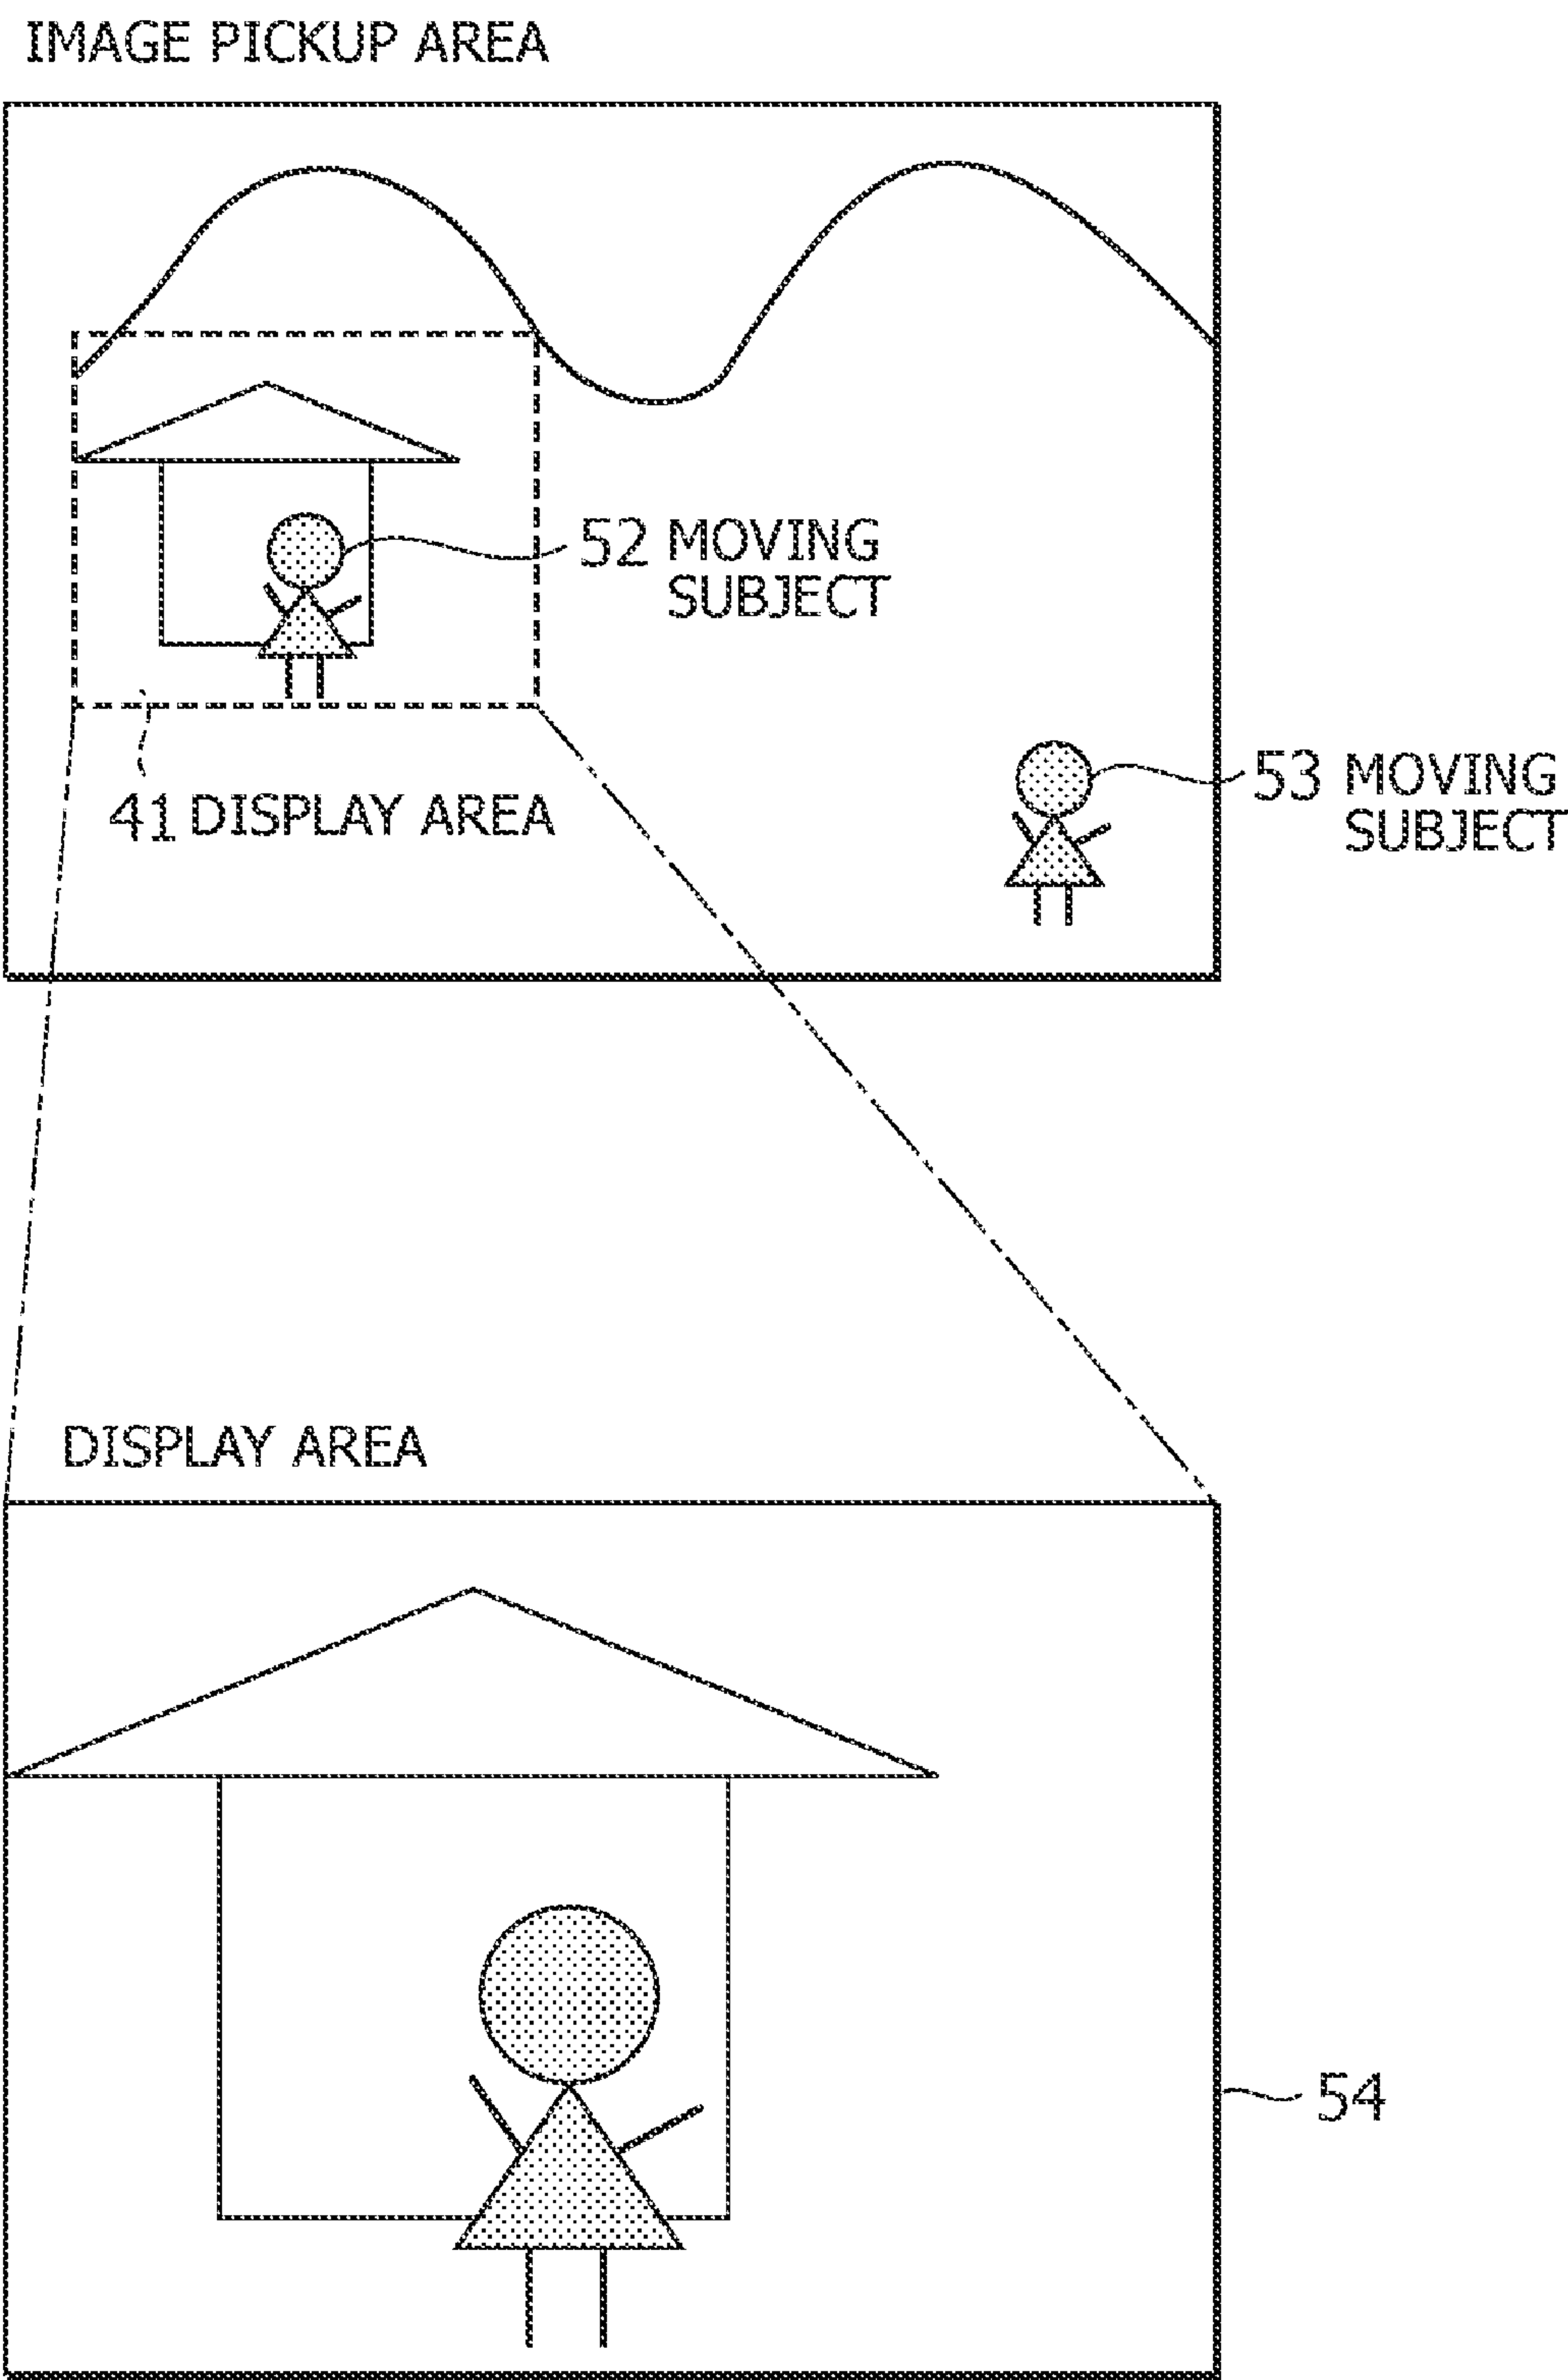 IMAGE PICKUP AREA
52 MOVING
SUBJECT
53 MOVING
SUBJECT
41 DISPLAY AREA
DISPLAY AREA
54